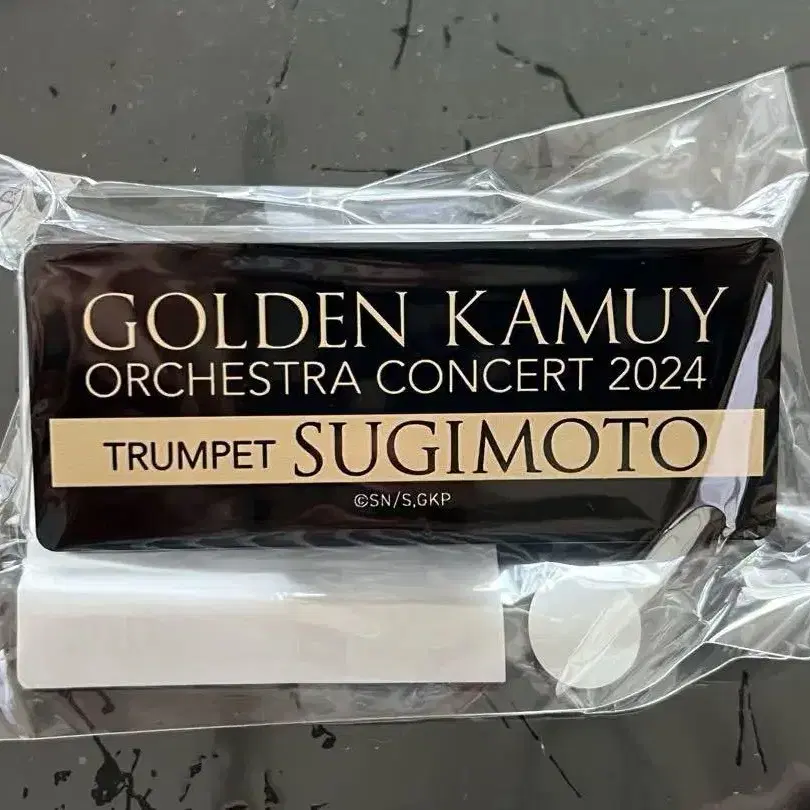 GOLDEN KAMUY
ORCHESTRA CONCERT 2024
TRUMPET SUGIMOTO
©SN/S,GKP